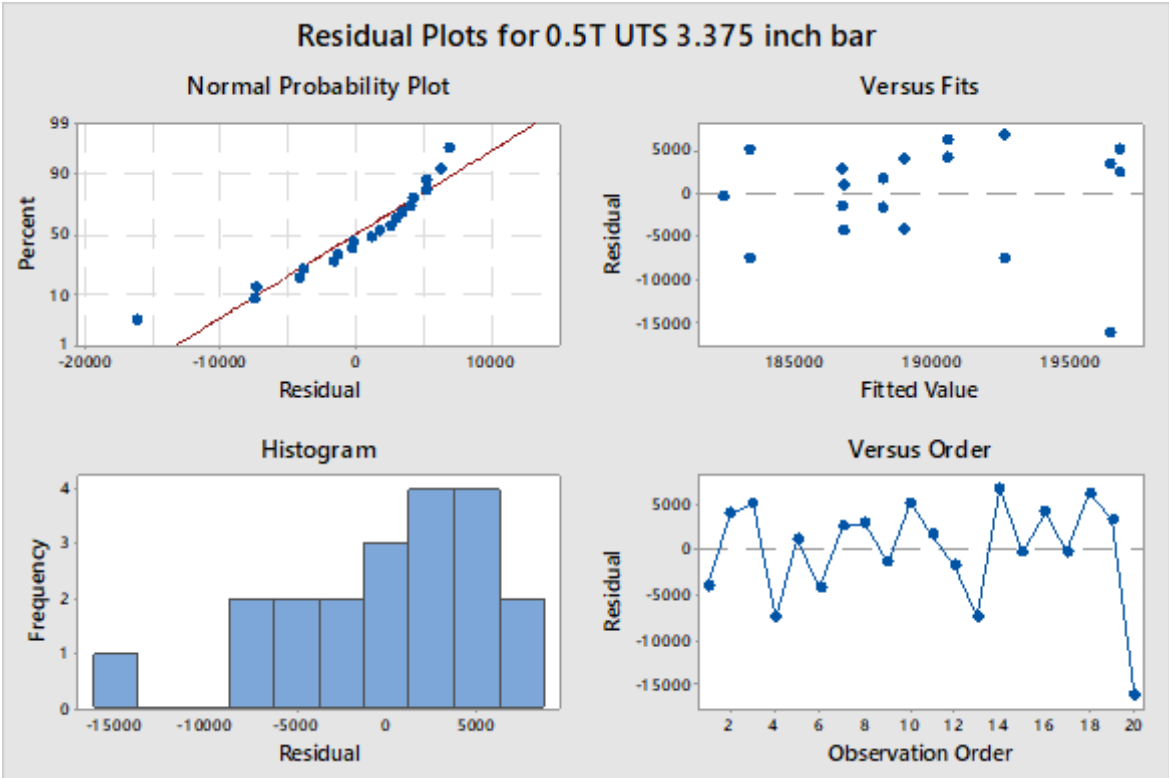 Residual Plots for 0.5T UTS 3.375 inch bar
Normal Probability Plot
99
90
50
10
1
Percent
-20000 -10000 0 10000
Residual
Versus Fits
5000
0
-5000
-10000
-15000
Residual
185000 190000 195000
Fitted Value
Histogram
4
3
2
1
0
Frequency
-15000 -10000 -5000 0 5000
Residual
Versus Order
5000
0
-5000
-10000
-15000
Residual
2 4 6 8 10 12 14 16 18 20
Observation Order